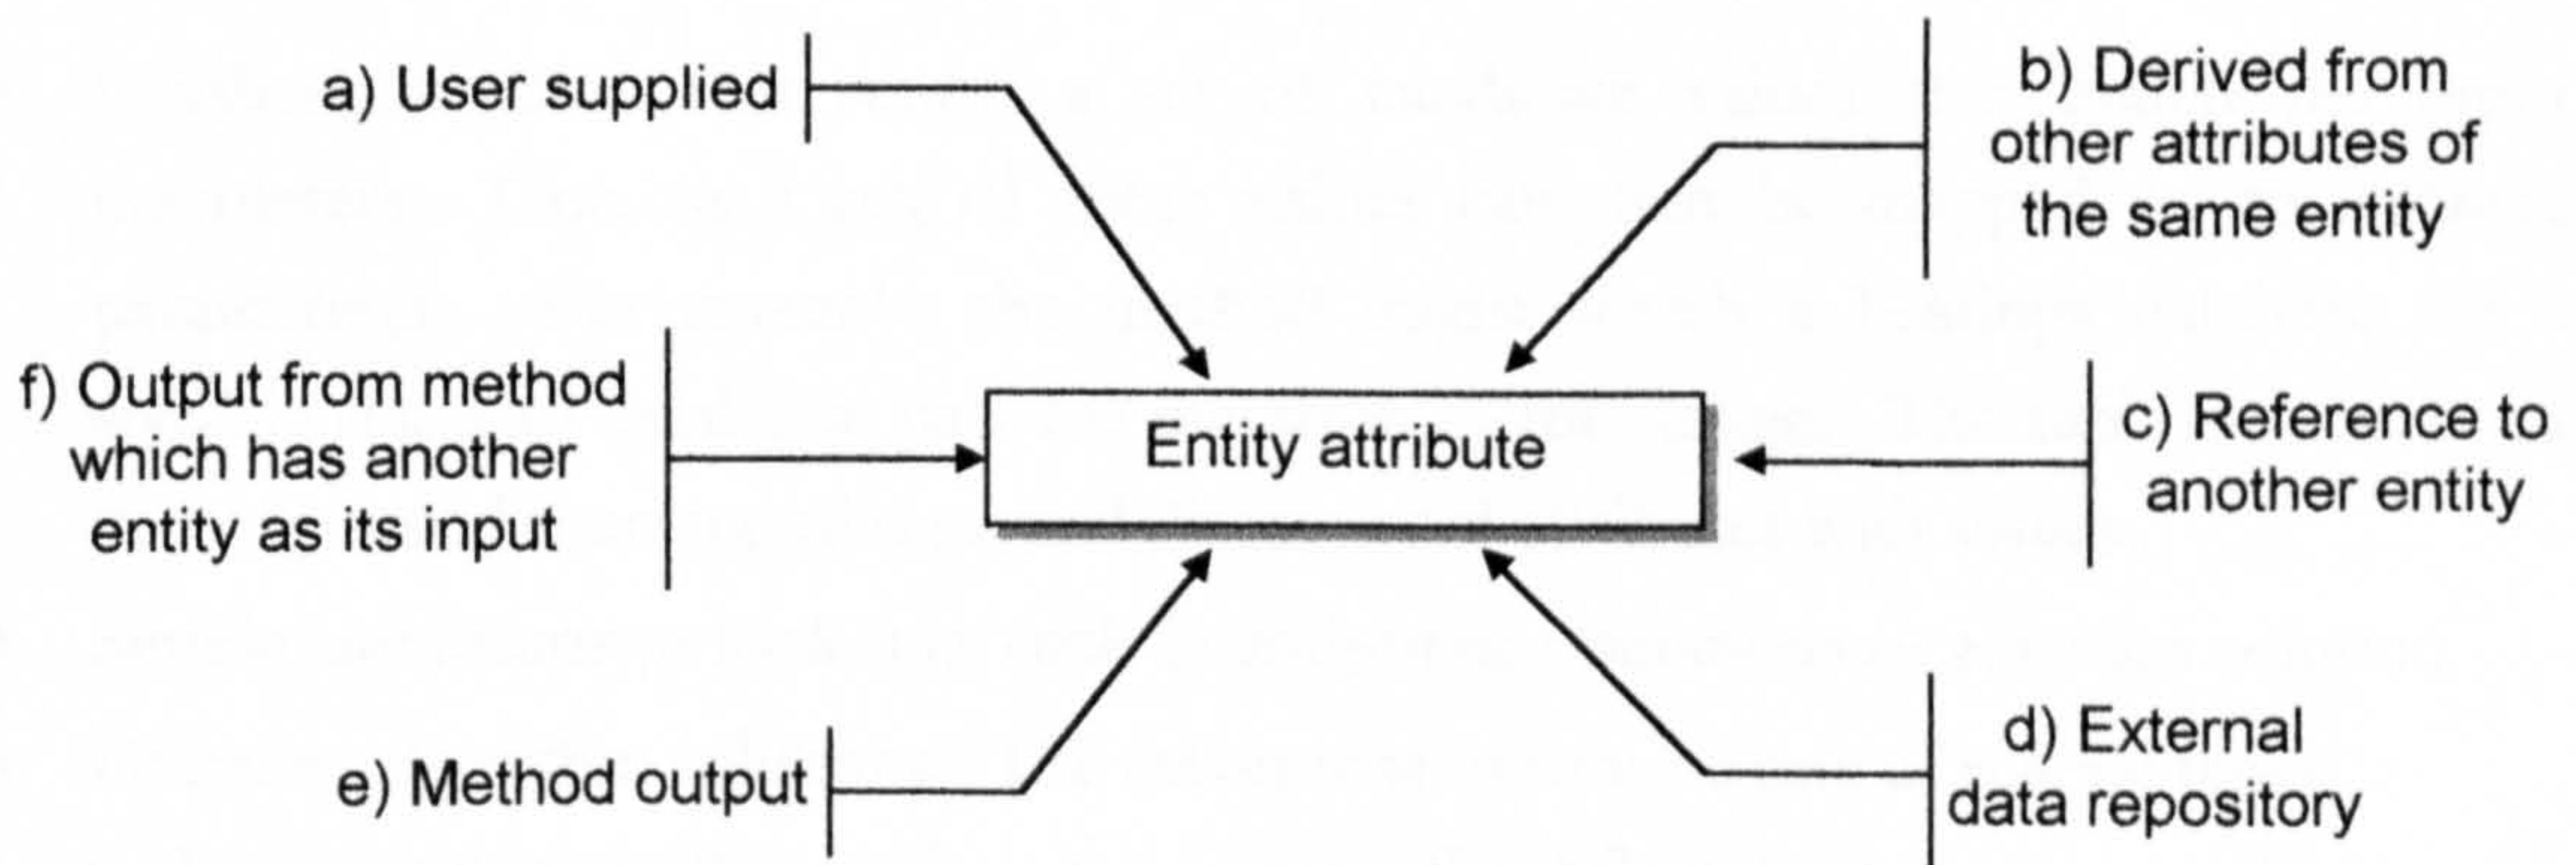 a) User supplied
b) Derived from
other attributes of
the same entity
f) Output from method
which has another
entity as its input
Entity attribute
c) Reference to
another entity
e) Method output
d) External
data repository